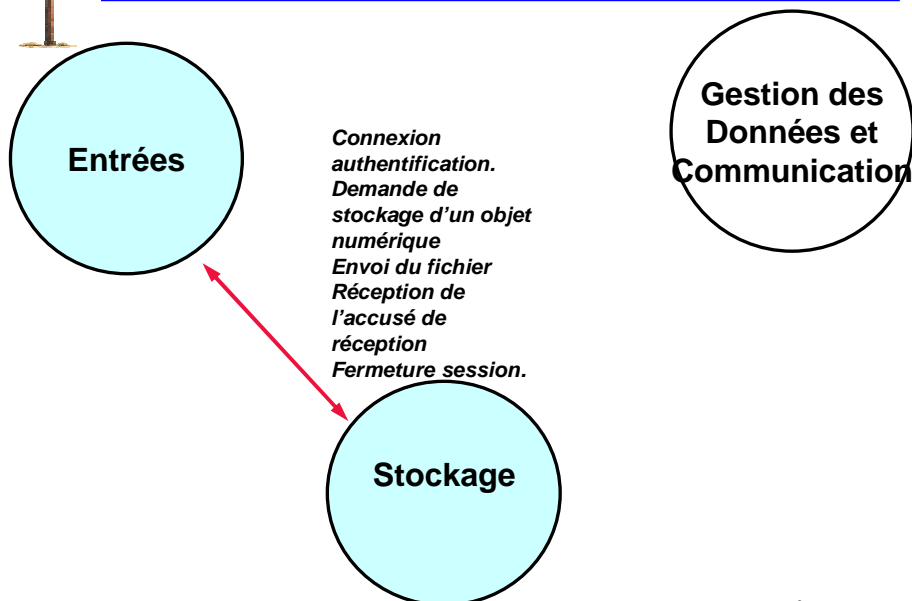 Entrées
Connexion
authentification.
Demande de
stockage d’un objet
numérique
Envoi du fichier
Réception de
l’accusé de
réception
Fermeture session.
Gestion des
Données et
Communication
Stockage